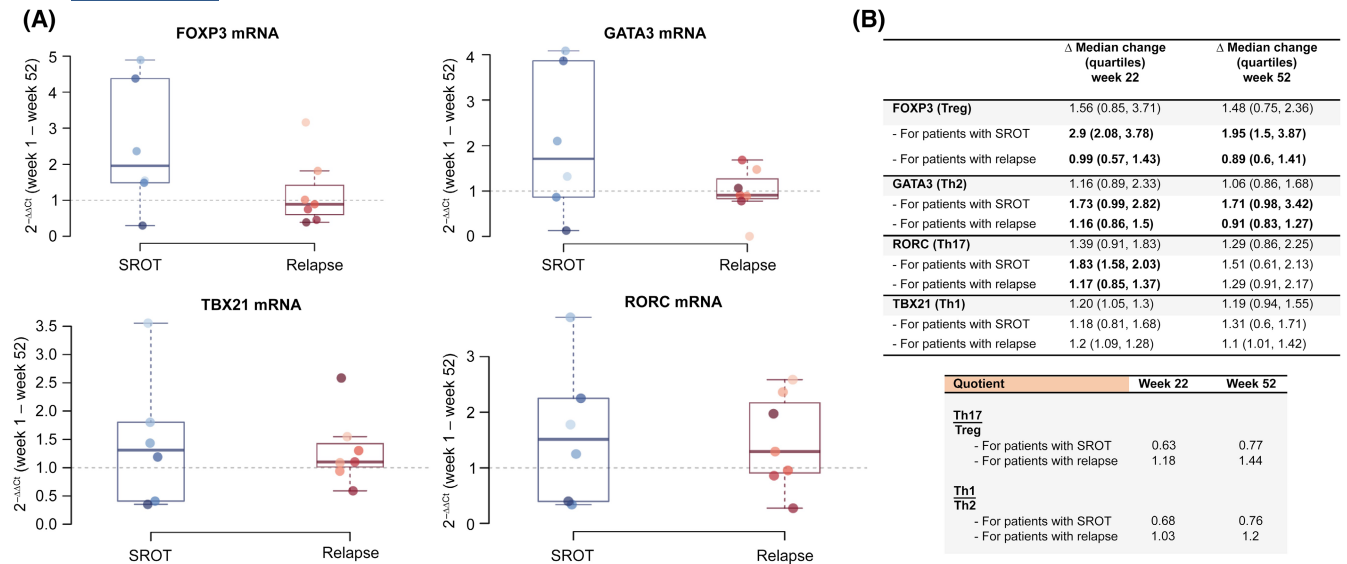 (A)
FOXP3 mRNA
2−ΔΔCt (week 1 – week 52)
5
4
3
2
1
0
SROT
Relapse
GATA3 mRNA
2−ΔΔCt (week 1 – week 52)
4
3
2
1
0
SROT
Relapse
TBX21 mRNA
2−ΔΔCt (week 1 – week 52)
3.5
3.0
2.5
2.0
1.5
1.0
0.5
0.0
SROT
Relapse
RORC mRNA
2−ΔΔCt (week 1 – week 52)
3
2
1
0
SROT
Relapse
(B)
Δ Median change Δ Median change
(quartiles) (quartiles)
week 22 week 52
FOXP3 (Treg) 1.56 (0.85, 3.71) 1.48 (0.75, 2.36)
- For patients with SROT 2.9 (2.08, 3.78) 1.95 (1.5, 3.87)
- For patients with relapse 0.99 (0.57, 1.43) 0.89 (0.6, 1.41)
GATA3 (Th2) 1.16 (0.89, 2.33) 1.06 (0.86, 1.68)
- For patients with SROT 1.73 (0.99, 2.82) 1.71 (0.98, 3.42)
- For patients with relapse 1.16 (0.86, 1.5) 0.91 (0.83, 1.27)
RORC (Th17) 1.39 (0.91, 1.83) 1.29 (0.86, 2.25)
- For patients with SROT 1.83 (1.58, 2.03) 1.51 (0.61, 2.13)
- For patients with relapse 1.17 (0.85, 1.37) 1.29 (0.91, 2.17)
TBX21 (Th1) 1.20 (1.05, 1.3) 1.19 (0.94, 1.55)
- For patients with SROT 1.18 (0.81, 1.68) 1.31 (0.6, 1.71)
- For patients with relapse 1.2 (1.09, 1.28) 1.1 (1.01, 1.42)
Quotient Week 22 Week 52
Th17
Treg
- For patients with SROT 0.63 0.77
- For patients with relapse 1.18 1.44
Th1
Th2
- For patients with SROT 0.68 0.76
- For patients with relapse 1.03 1.2